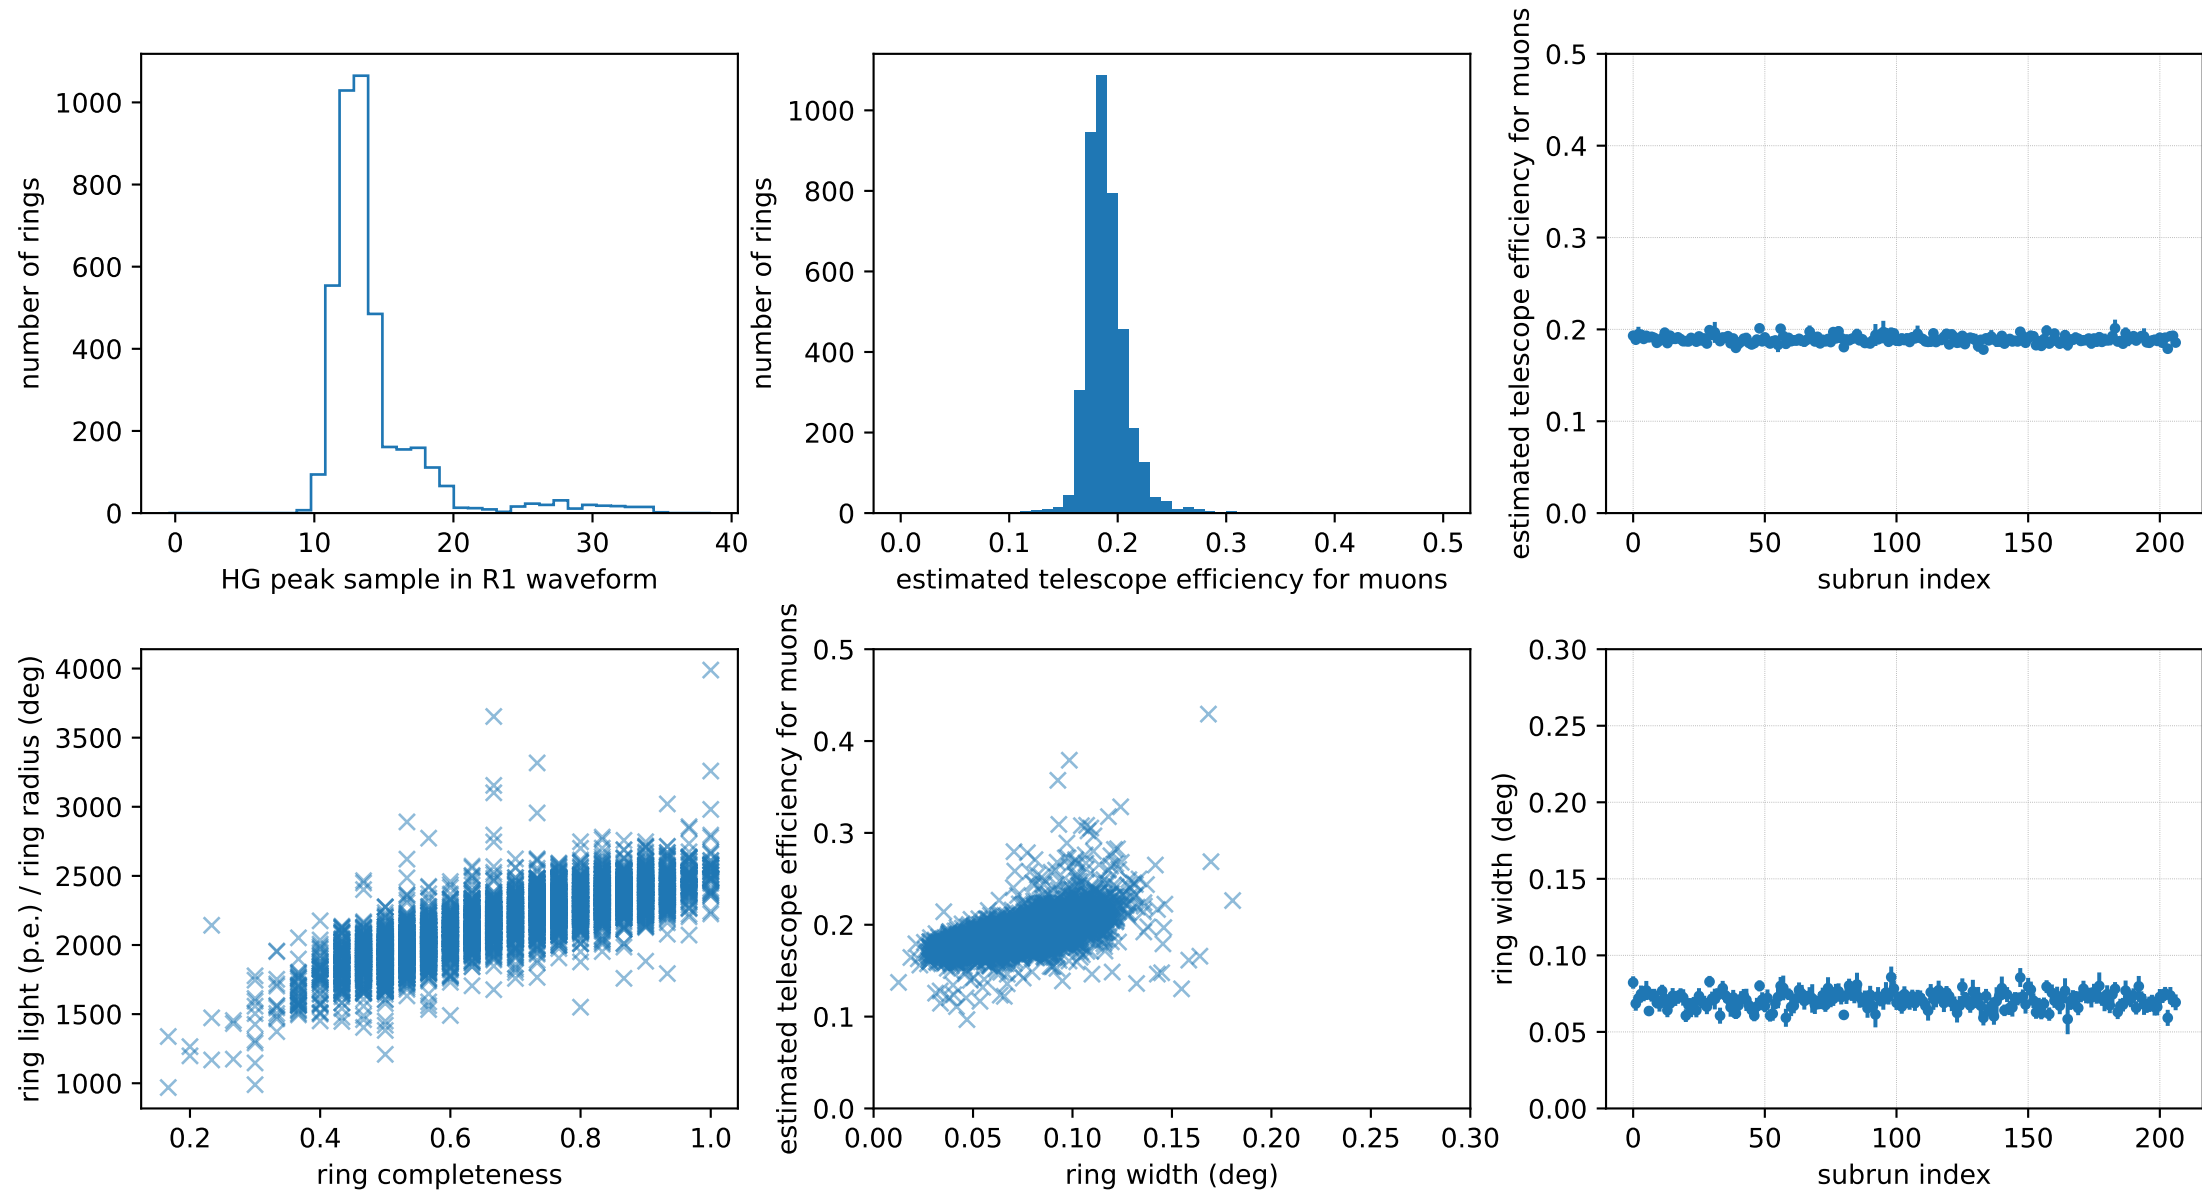 number of rings
1000
800
600
400
200
0
0 10 20 30 40
HG peak sample in R1 waveform
number of rings
1000
800
600
400
200
0
0.0 0.1 0.2 0.3 0.4 0.5
estimated telescope efficiency for muons
estimated telescope efficiency for muons
0.5
0.4
0.3
0.2
0.1
0.0
0 50 100 150 200
subrun index
ring light (p.e.) / ring radius (deg)
4000
3500
3000
2500
2000
1500
1000
0.2 0.4 0.6 0.8 1.0
ring completeness
estimated telescope efficiency for muons
0.5
0.4
0.3
0.2
0.1
0.0
0.00 0.05 0.10 0.15 0.20 0.25 0.30
ring width (deg)
ring width (deg)
0.30
0.25
0.20
0.15
0.10
0.05
0.00
0 50 100 150 200
subrun index